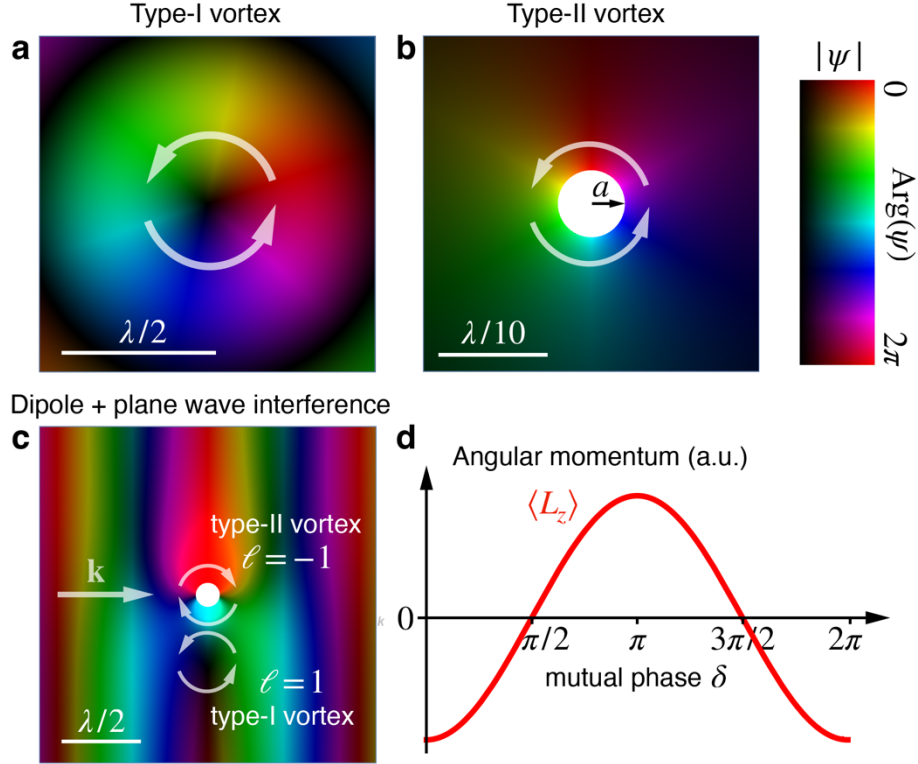 Type-I vortex
Type-II vortex
a
b
|ψ|
0
Arg(ψ)
2π
a
λ/2
λ/10
Dipole + plane wave interference
c
d
Angular momentum (a.u.)
⟨L_z⟩
type-II vortex
ℓ = −1
k
k
0
π/2
π
3π/2
2π
mutual phase δ
ℓ = 1
type-I vortex
λ/2